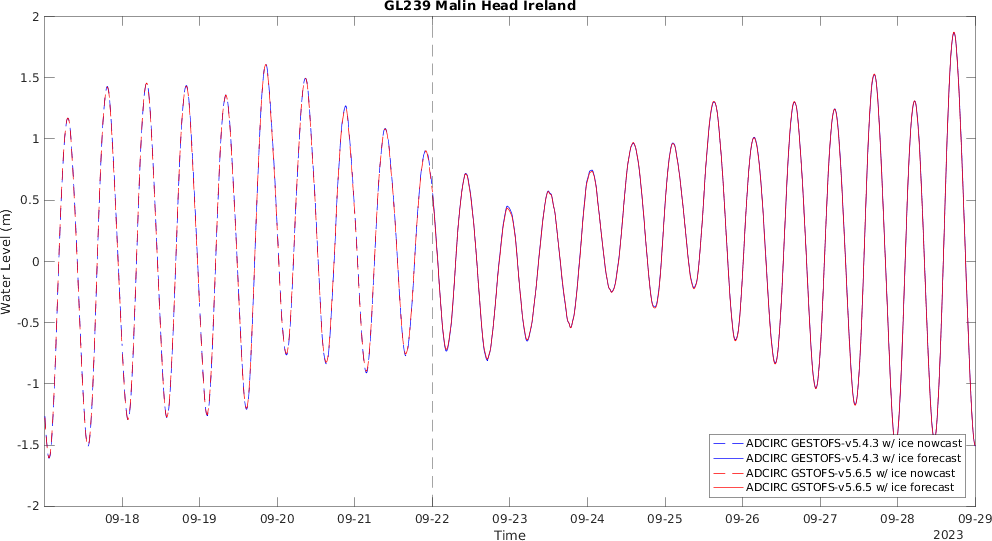 GL239 Malin Head Ireland
2
1.5
1
0.5
0
-0.5
-1
-1.5
-2
Water Level (m)
ADCIRC GESTOFS-v5.4.3 w/ ice nowcast
ADCIRC GESTOFS-v5.4.3 w/ ice forecast
ADCIRC GSTOFS-v5.6.5 w/ ice nowcast
ADCIRC GSTOFS-v5.6.5 w/ ice forecast
09-18 09-19 09-20 09-21 09-22 09-23 09-24 09-25 09-26 09-27 09-28 09-29
Time
2023